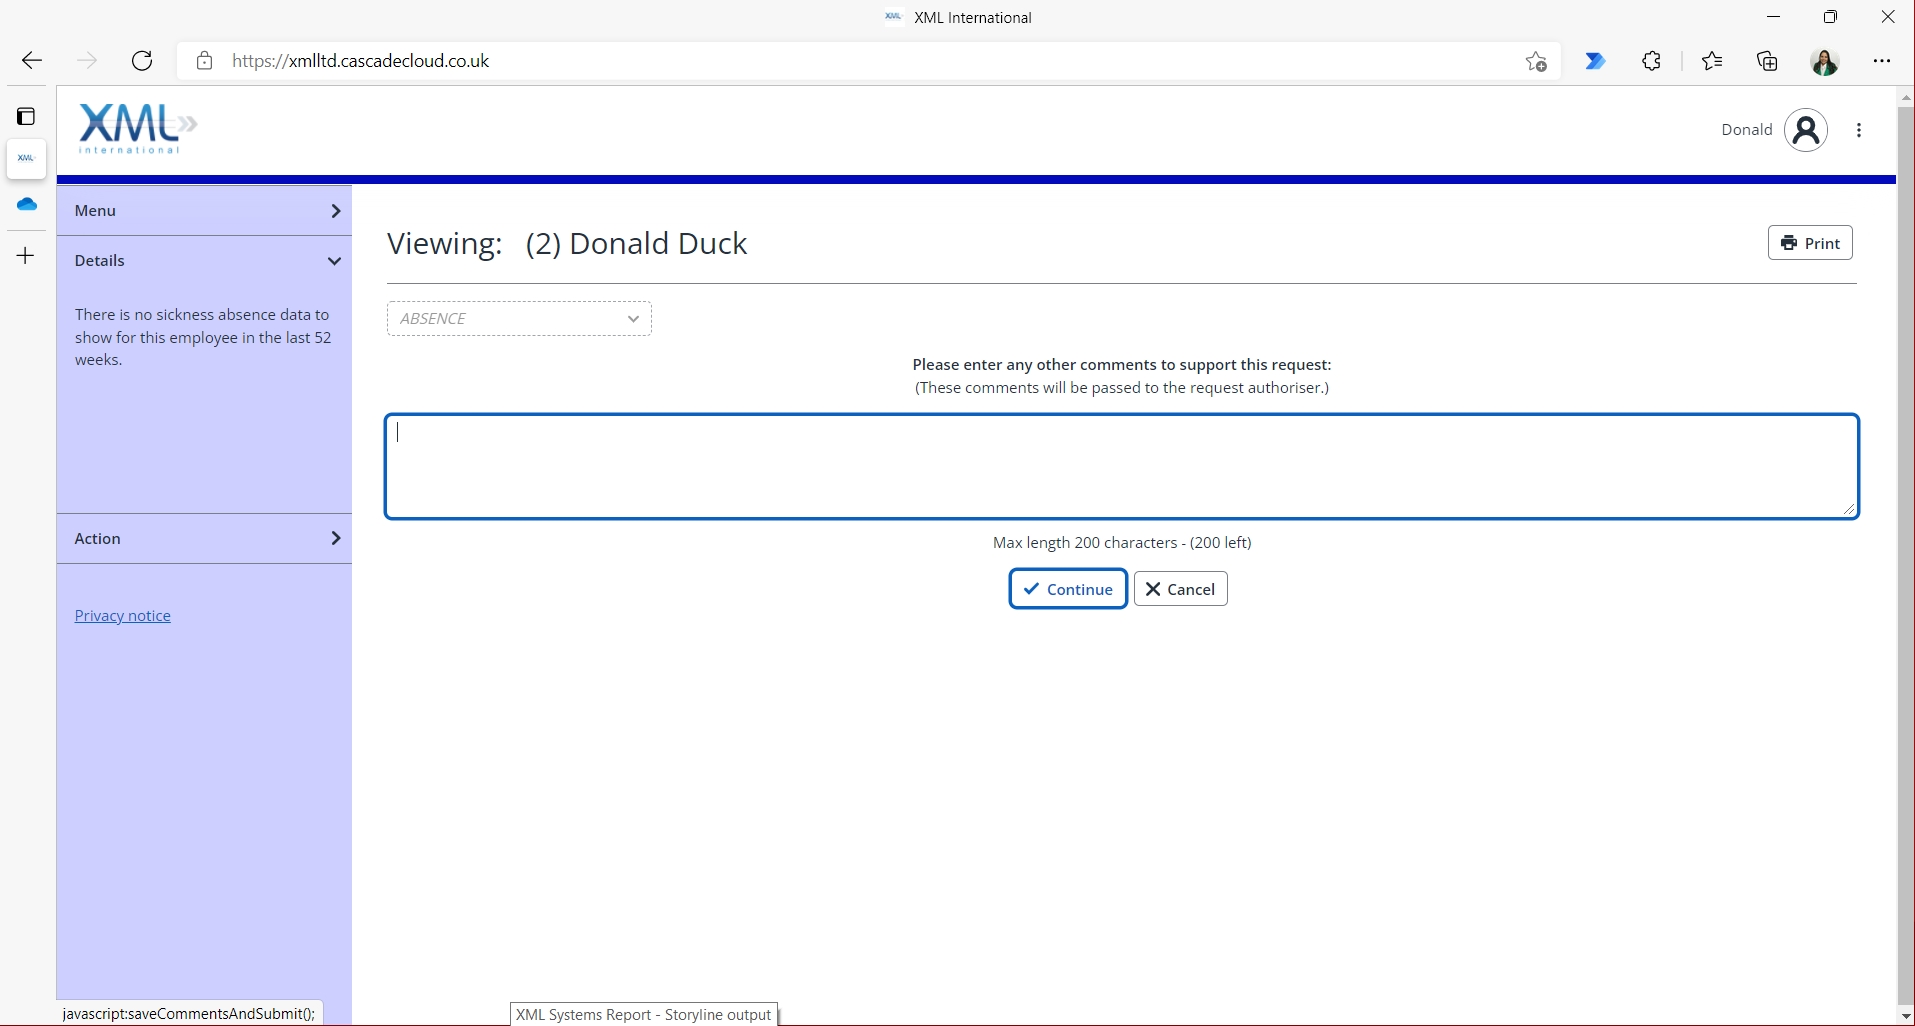 XML International
https://xmlltd.cascadecloud.co.uk
XML
XML
international
Donald
Menu
Viewing: (2) Donald Duck
Print
Details
There is no sickness absence data to
show for this employee in the last 52
weeks.
ABSENCE
Please enter any other comments to support this request:
(These comments will be passed to the request authoriser.)
Max length 200 characters - (200 left)
Action
Continue
Cancel
Privacy notice
javascript:saveCommentsAndSubmit();
XML Systems Report - Storyline output